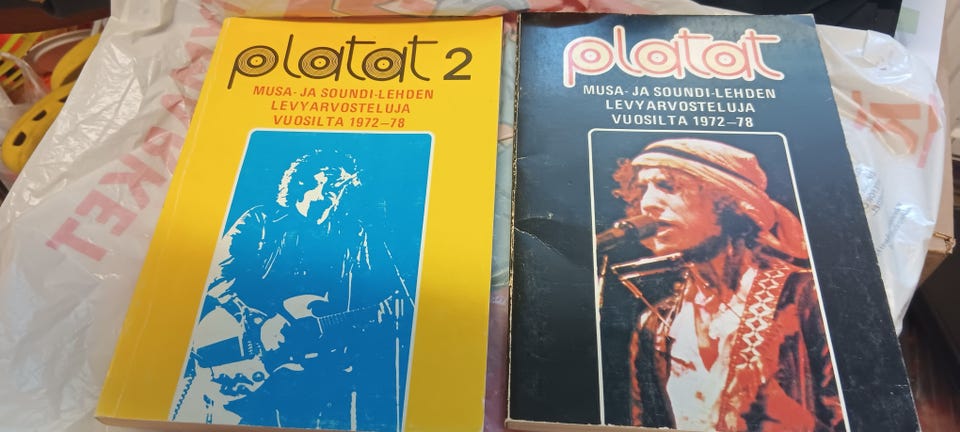 platat 2
MUSA- JA SOUNDI-LEHDEN
LEVYARVOSTELUJA
VUOSILTA 1972–78
platat
MUSA- JA SOUNDI-LEHDEN
LEVYARVOSTELUJA
VUOSILTA 1972–78